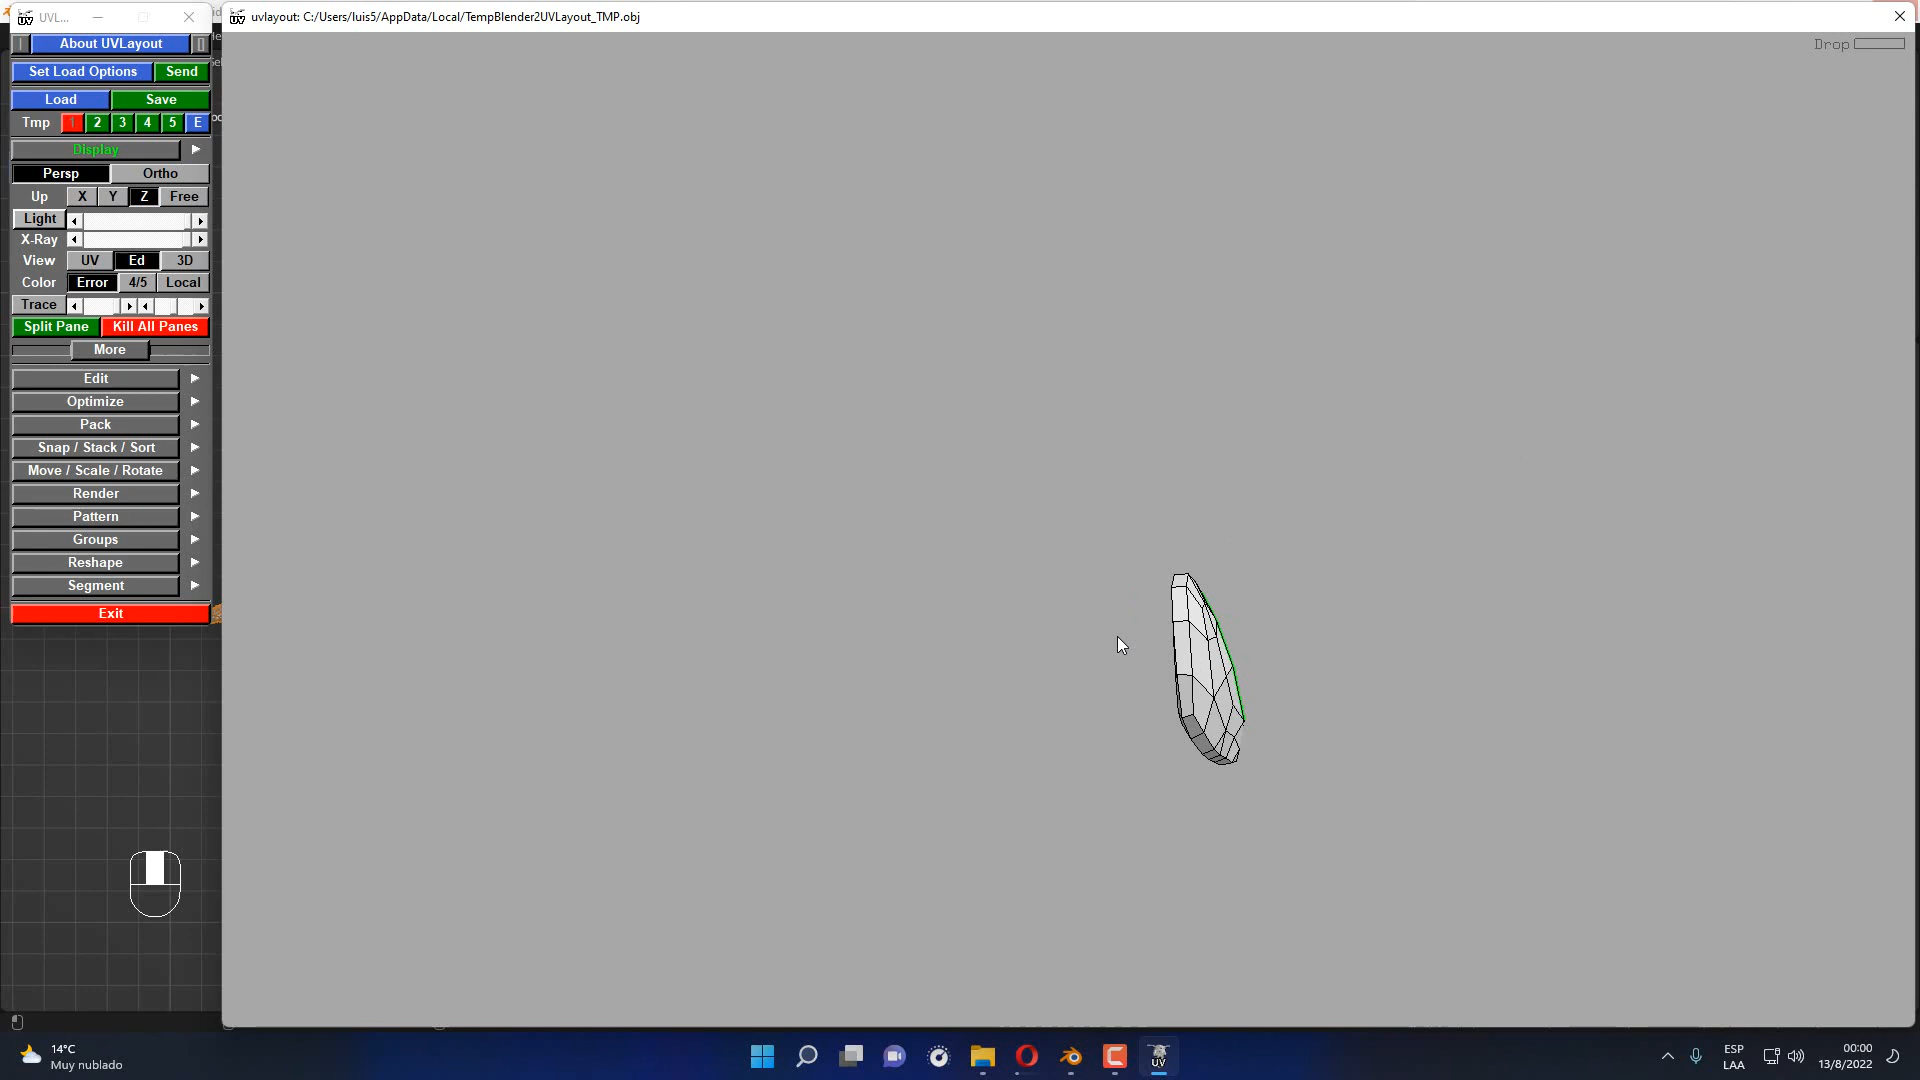 UVL...
uvlayout: C:/Users/luis5/AppData/Local/TempBlender2UVLayout_TMP.obj
Drop
About UVLayout
Set Load Options Send
Load Save
Tmp 1 2 3 4 5 E
Display
Persp Ortho
Up X Y Z Free
Light
X-Ray
View UV Ed 3D
Color Error 4/5 Local
Trace
Split Pane Kill All Panes
More
Edit
Optimize
Pack
Snap / Stack / Sort
Move / Scale / Rotate
Render
Pattern
Groups
Reshape
Segment
Exit
14°C
Muy nublado
UV
ESP
LAA
00:00
13/8/2022